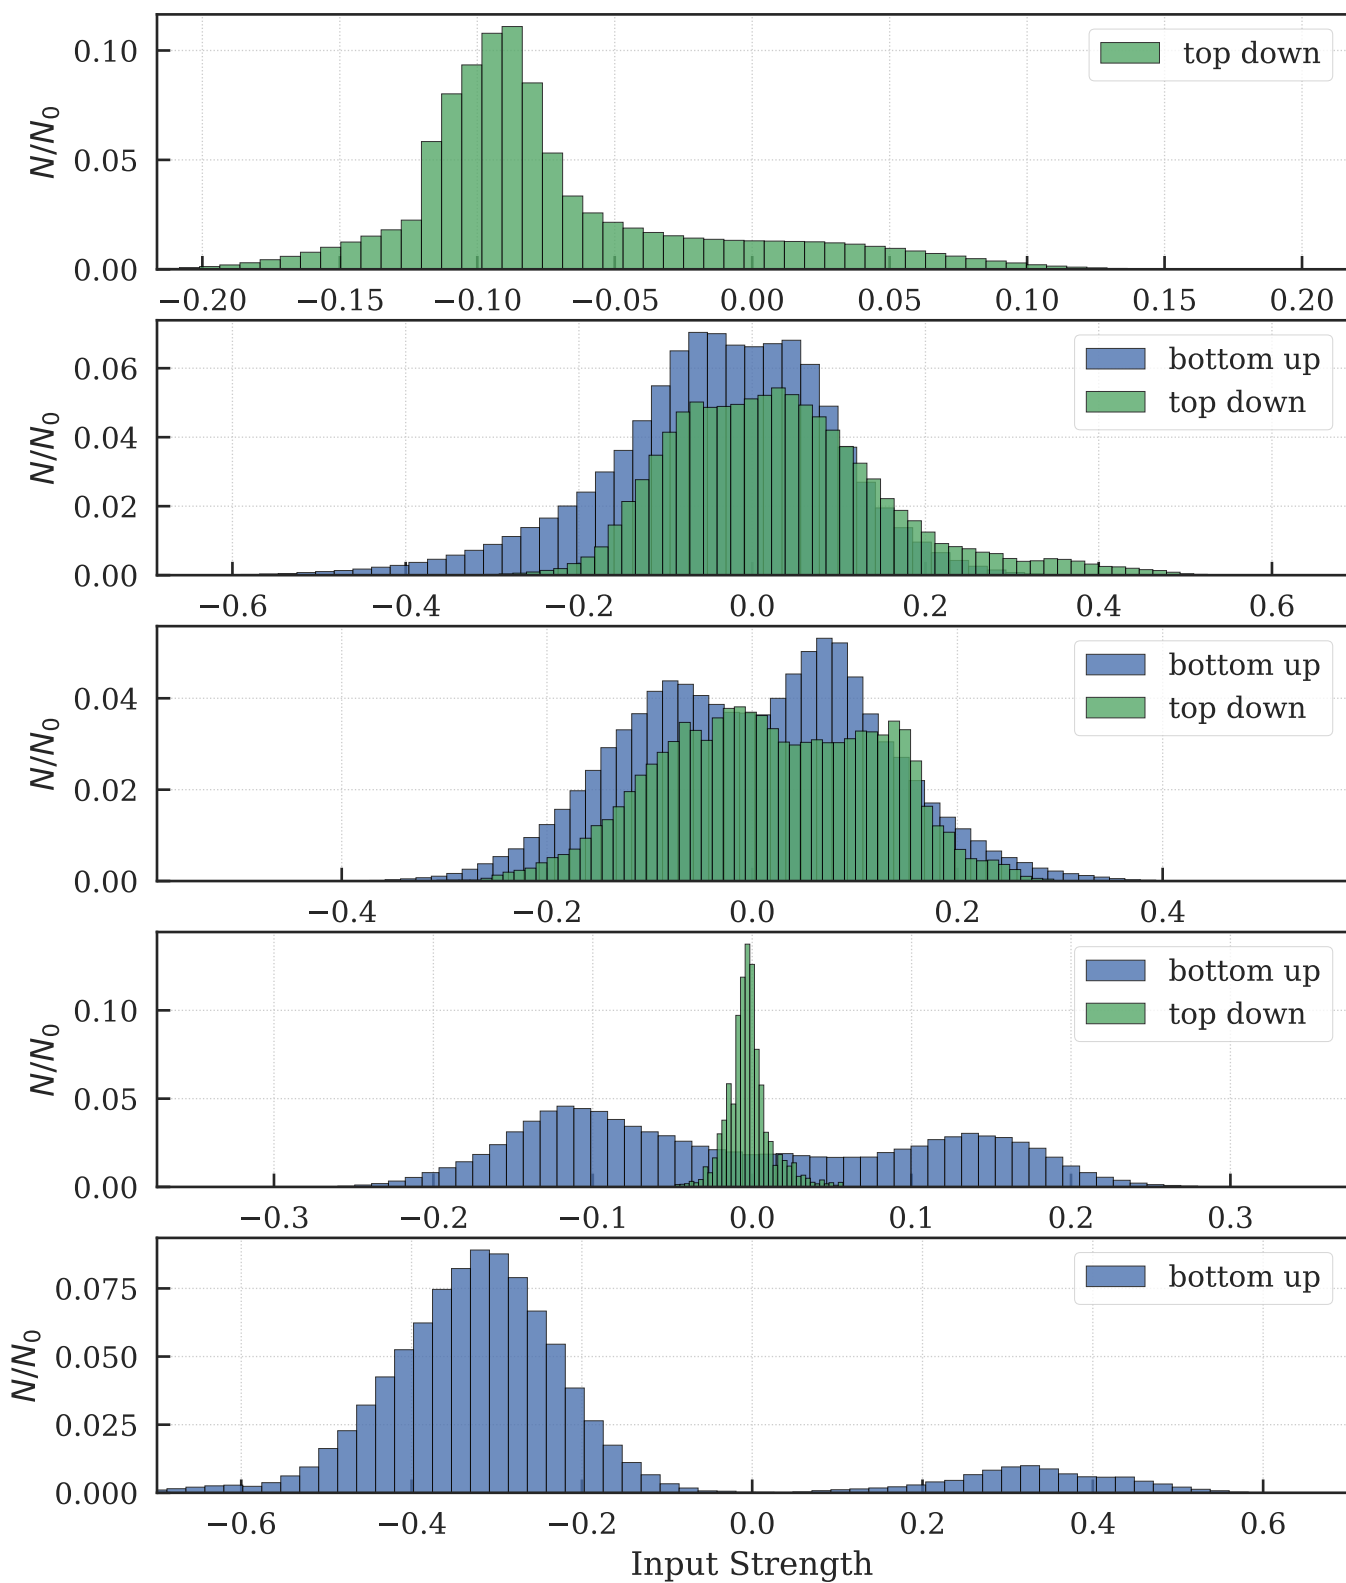 N/N0
0.10
0.05
0.00
top down
−0.20 −0.15 −0.10 −0.05 0.00 0.05 0.10 0.15 0.20
N/N0
0.06
0.04
0.02
0.00
bottom up
top down
−0.6 −0.4 −0.2 0.0 0.2 0.4 0.6
N/N0
0.04
0.02
0.00
bottom up
top down
−0.4 −0.2 0.0 0.2 0.4
N/N0
0.10
0.05
0.00
bottom up
top down
−0.3 −0.2 −0.1 0.0 0.1 0.2 0.3
N/N0
0.075
0.050
0.025
0.000
bottom up
−0.6 −0.4 −0.2 0.0 0.2 0.4 0.6
Input Strength